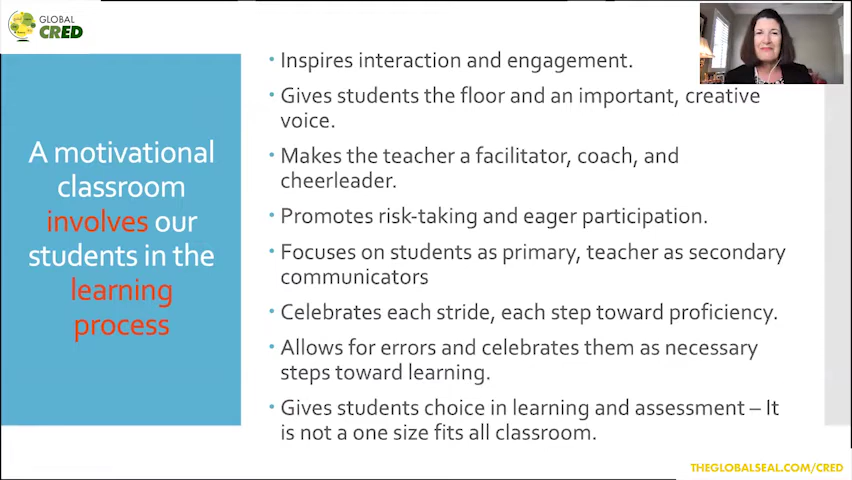 GLOBAL
CRED
A motivational
classroom
involves our
students in the
learning
process
• Inspires interaction and engagement.
• Gives students the floor and an important, creative
voice.
• Makes the teacher a facilitator, coach, and
cheerleader.
• Promotes risk-taking and eager participation.
• Focuses on students as primary, teacher as secondary
communicators
• Celebrates each stride, each step toward proficiency.
• Allows for errors and celebrates them as necessary
steps toward learning.
• Gives students choice in learning and assessment – It
is not a one size fits all classroom.
THEGLOBALSEAL.COM/CRED